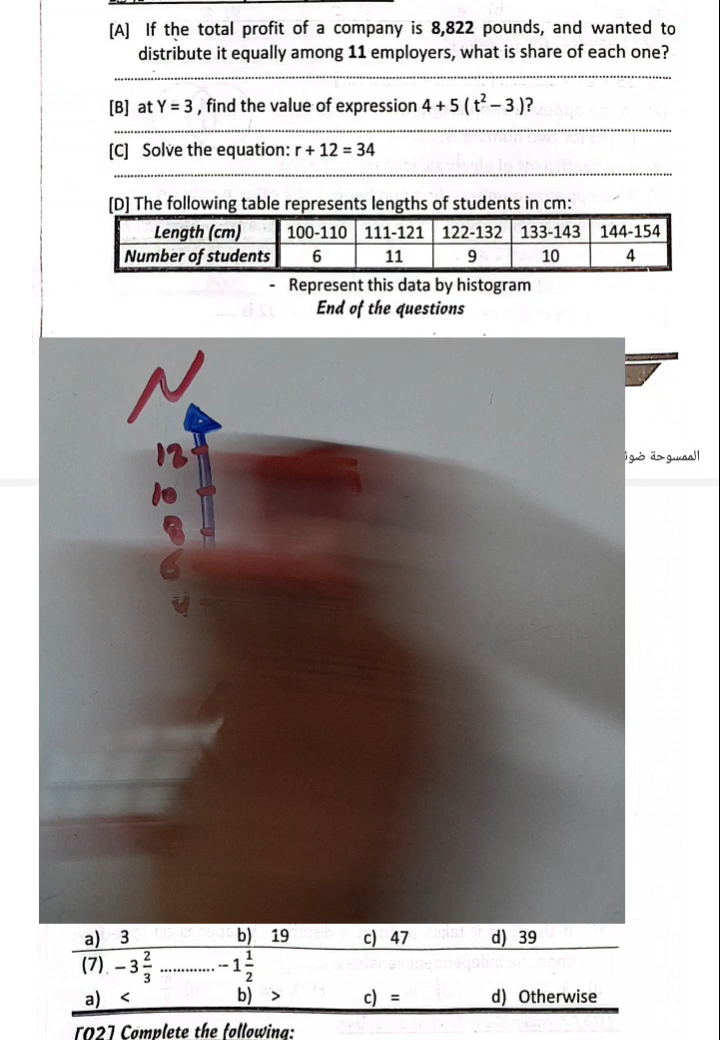 [A] If the total profit of a company is 8,822 pounds, and wanted to
distribute it equally among 11 employers, what is share of each one?
[B] at Y = 3 , find the value of expression 4 + 5 ( t² – 3 )?
[C] Solve the equation: r + 12 = 34
[D] The following table represents lengths of students in cm:
Length (cm) 100-110 111-121 122-132 133-143 144-154
Number of students 6 11 9 10 4
- Represent this data by histogram
End of the questions
N
12
10
8
6
الممسوحة
a) 3 b) 19 c) 47 d) 39
(7). – 3 2/3 ............. – 1 1/2
a) < b) > c) = d) Otherwise
[Q2] Complete the following: